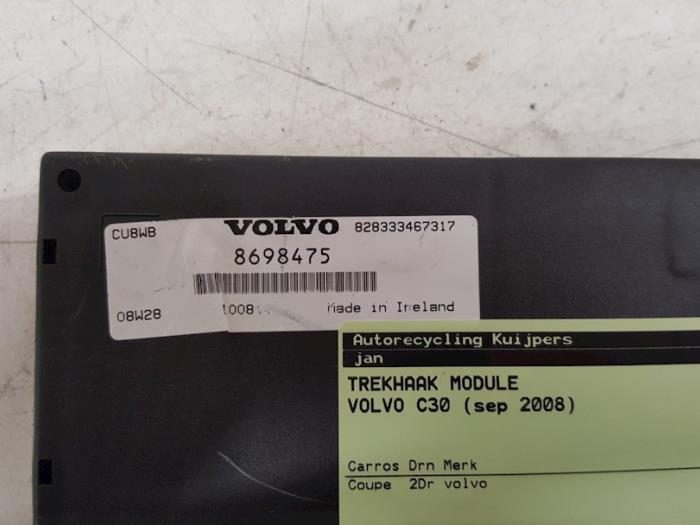 CU8WB VOLVO 828333467317
8698475
08W28 Made in Ireland
Autorecycling Kuijpers
jan
TREKHAAK MODULE
VOLVO C30 (sep 2008)
Carros Drn Merk
Coupe 2Dr volvo